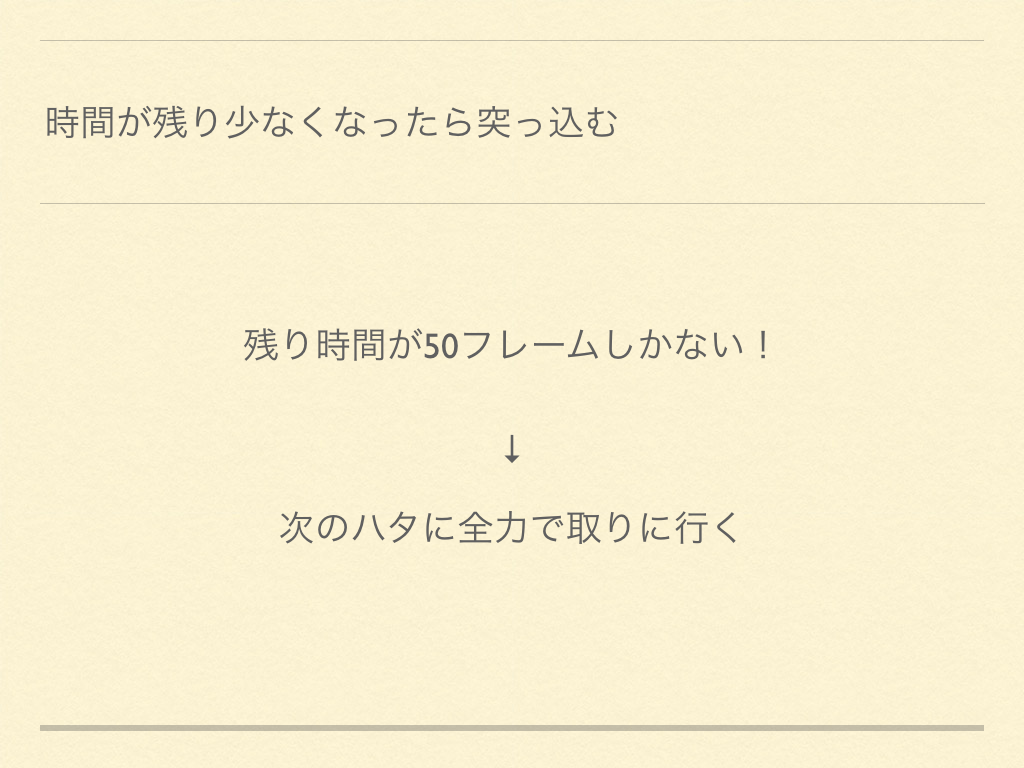 時間が残り少なくなったら突っ込む
残り時間が50フレームしかない！
↓
次のハタに全力で取りに行く